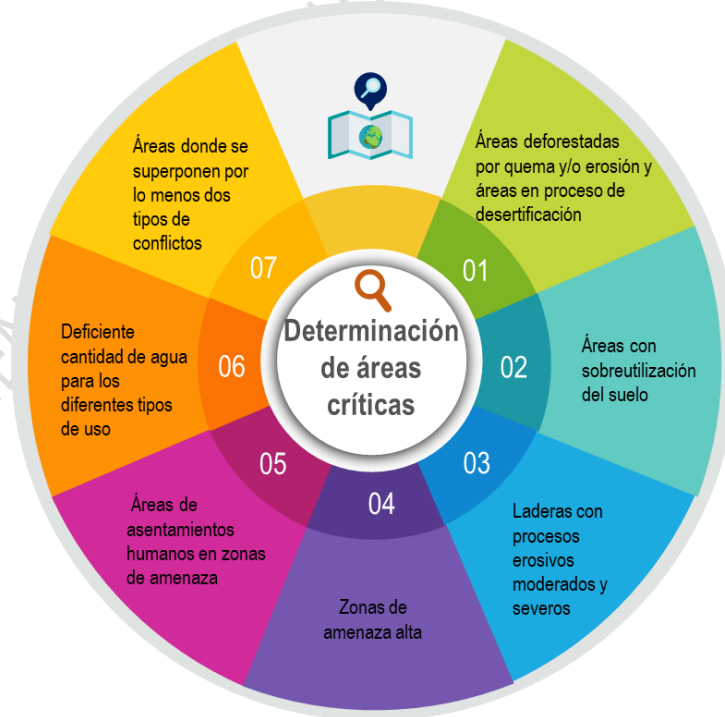 Determinación
de áreas
críticas
01
Áreas deforestadas
por quema y/o erosión y
áreas en proceso de
desertificación
02
Áreas con
sobreutilización
del suelo
03
Laderas con
procesos
erosivos
moderados y
severos
04
Zonas de
amenaza alta
05
Áreas de
asentamientos
humanos en zonas
de amenaza
06
Deficiente
cantidad de agua
para los
diferentes tipos
de uso
07
Áreas donde se
superponen por
lo menos dos
tipos de
conflictos